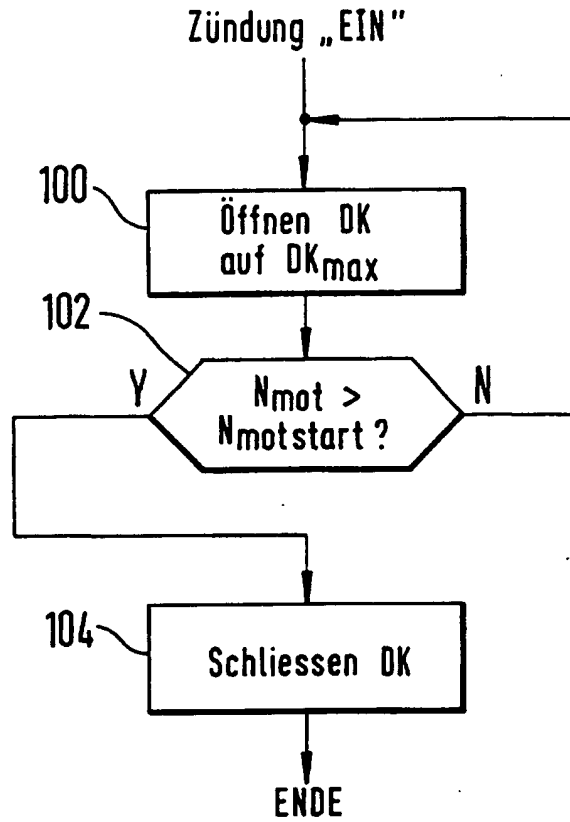 Zündung „EIN"
100
Öffnen DK
auf DKmax
102
Y
Nmot >
Nmotstart ?
N
104
Schliessen DK
ENDE